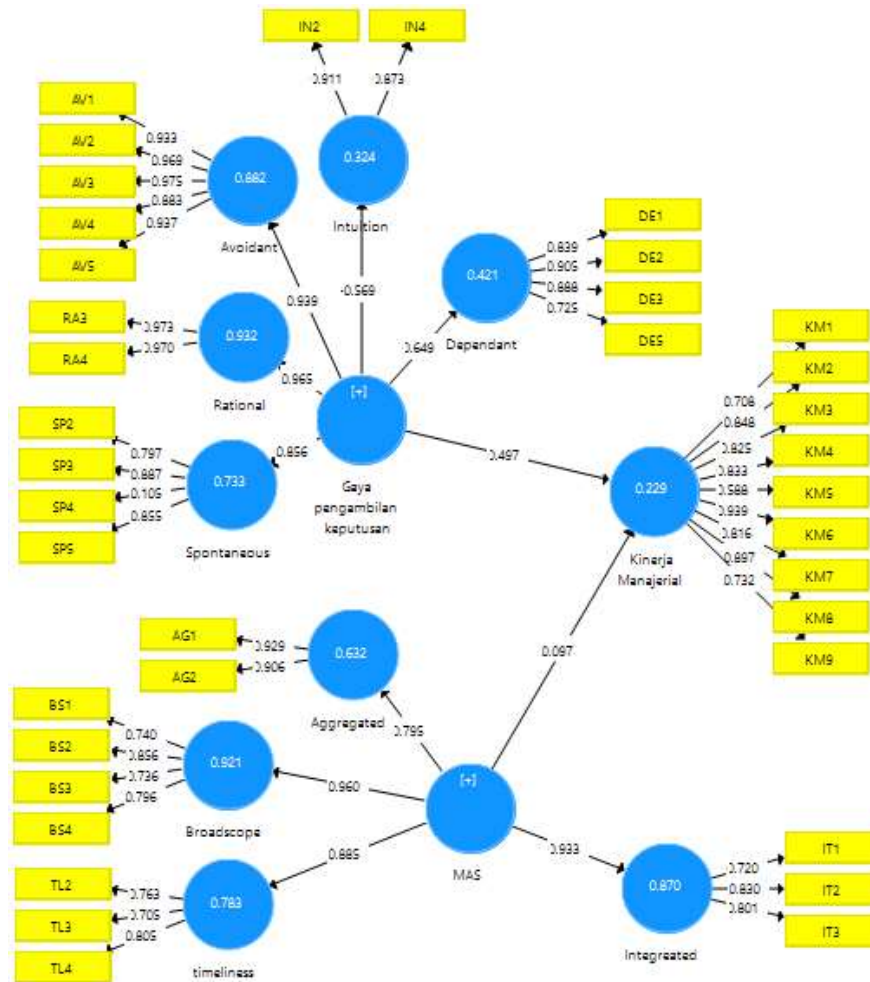 IN2
IN4
0.911
0.873
AV1
AV2
AV3
AV4
AV5
0.933
0.969
0.975
0.883
0.937
0.882
Avoidant
0.324
Intuition
DE1
DE2
DE3
DE5
0.839
0.905
0.888
0.725
0.421
Dependant
0.939
-0.569
0.649
RA3
RA4
0.973
0.970
0.932
Rational
0.965
[+]
Gaya
pengambilan
keputusan
SP2
SP3
SP4
SP5
0.797
0.887
0.105
0.855
0.733
Spontaneous
0.856
0.497
KM1
KM2
KM3
KM4
KM5
KM6
KM7
KM8
KM9
0.708
0.848
0.825
0.833
0.588
0.939
0.816
0.897
0.732
0.229
Kinerja
Manajerial
0.097
AG1
AG2
0.929
0.906
0.632
Aggregated
0.795
BS1
BS2
BS3
BS4
0.740
0.856
0.736
0.796
0.921
Broadscope
0.960
[+]
MAS
TL2
TL3
TL4
0.763
0.705
0.805
0.783
timeliness
0.885
0.933
0.870
Integreated
0.720
0.830
0.801
IT1
IT2
IT3